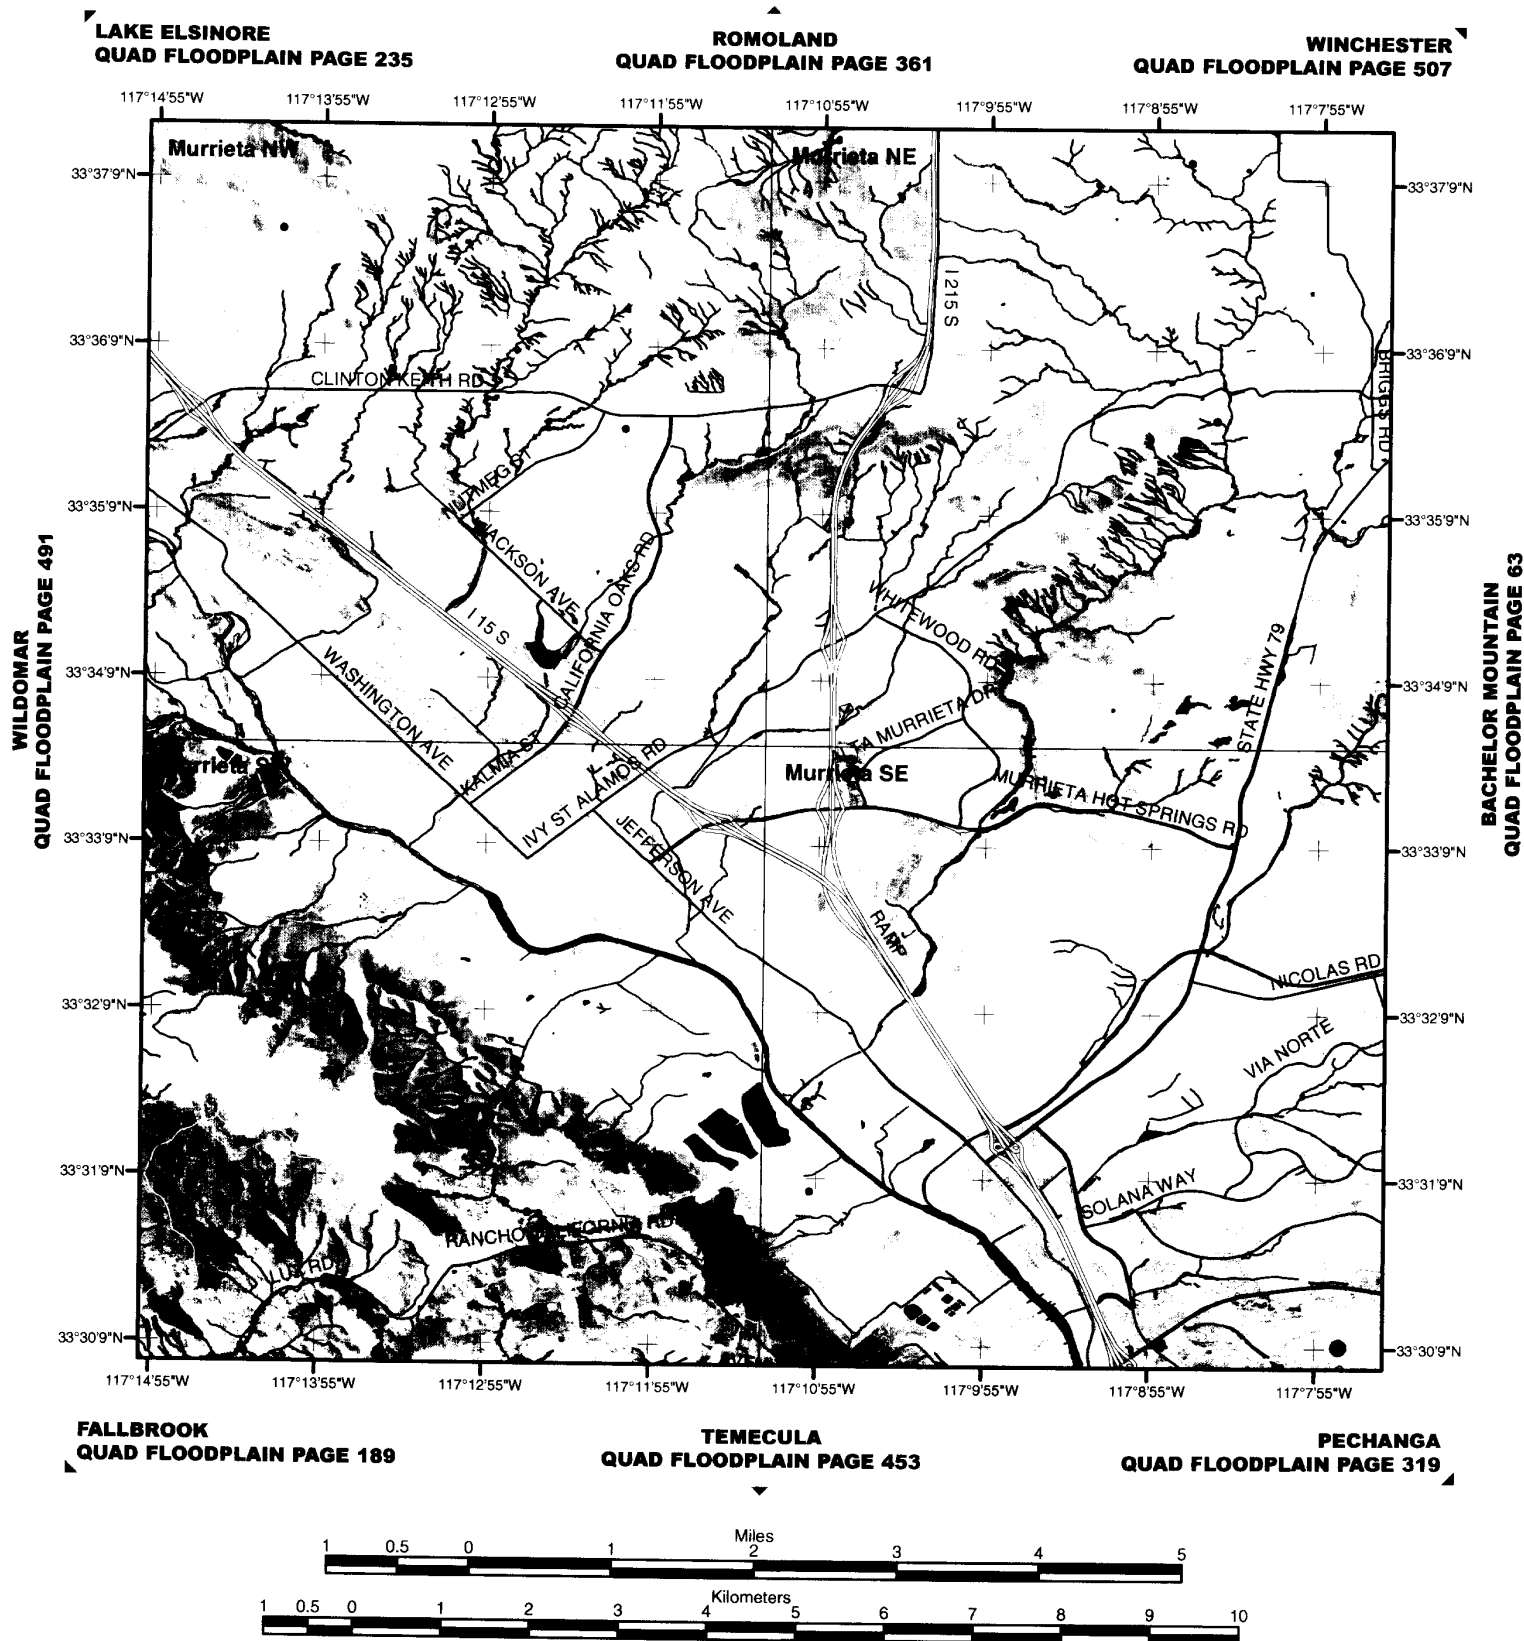 LAKE ELSINORE
QUAD FLOODPLAIN PAGE 235
ROMOLAND
QUAD FLOODPLAIN PAGE 361
WINCHESTER
QUAD FLOODPLAIN PAGE 507
117°14'55"W 117°13'55"W 117°12'55"W 117°11'55"W 117°10'55"W 117°9'55"W 117°8'55"W 117°7'55"W
Murrieta NW
Murrieta NE
33°37'9"N
33°37'9"N
I 215 S
33°36'9"N
33°36'9"N
CLINTON KEITH RD
BRIGGS RD
NUTMEG ST
33°35'9"N
33°35'9"N
JACKSON AVE
CALIFORNIA OAKS RD
WHITEWOOD RD
I 15 S
WILDOMAR
QUAD FLOODPLAIN PAGE 491
BACHELOR MOUNTAIN
QUAD FLOODPLAIN PAGE 63
33°34'9"N
33°34'9"N
WASHINGTON AVE
ALTA MURRIETA DR
STATE HWY 79
KALMIA ST
IVY ST ALAMOS RD
Murrieta SE
MURRIETA HOT SPRINGS RD
33°33'9"N
33°33'9"N
JEFFERSON AVE
RAMP
NICOLAS RD
33°32'9"N
33°32'9"N
VIA NORTE
33°31'9"N
33°31'9"N
SOLANA WAY
RANCHO CALIFORNIA RD
33°30'9"N
33°30'9"N
117°14'55"W 117°13'55"W 117°12'55"W 117°11'55"W 117°10'55"W 117°9'55"W 117°8'55"W 117°7'55"W
FALLBROOK
QUAD FLOODPLAIN PAGE 189
TEMECULA
QUAD FLOODPLAIN PAGE 453
PECHANGA
QUAD FLOODPLAIN PAGE 319
Miles
1 0.5 0 1 2 3 4 5
Kilometers
1 0.5 0 1 2 3 4 5 6 7 8 9 10